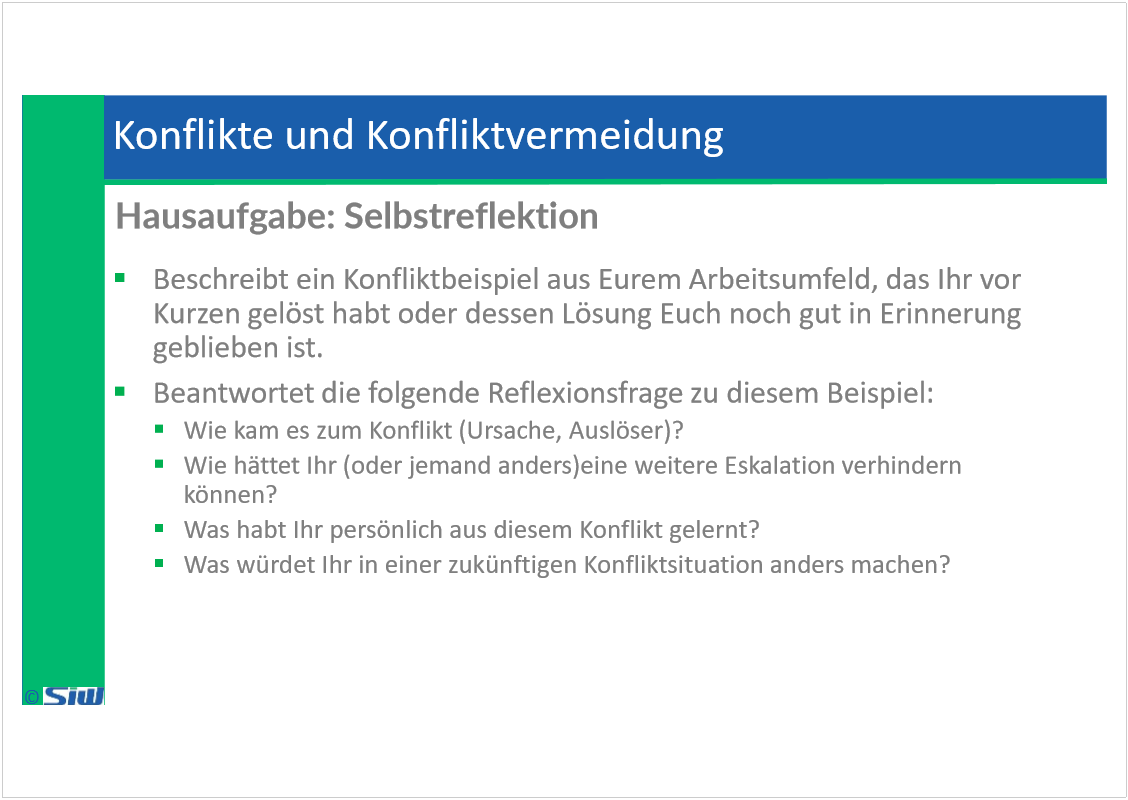 Konflikte und Konfliktvermeidung
Hausaufgabe: Selbstreflektion
Beschreibt ein Konfliktbeispiel aus Eurem Arbeitsumfeld, das Ihr vor
Kurzen gelöst habt oder dessen Lösung Euch noch gut in Erinnerung
geblieben ist.
Beantwortet die folgende Reflexionsfrage zu diesem Beispiel:
Wie kam es zum Konflikt (Ursache, Auslöser)?
Wie hättet Ihr (oder jemand anders)eine weitere Eskalation verhindern
können?
Was habt Ihr persönlich aus diesem Konflikt gelernt?
Was würdet Ihr in einer zukünftigen Konfliktsituation anders machen?
© SiW